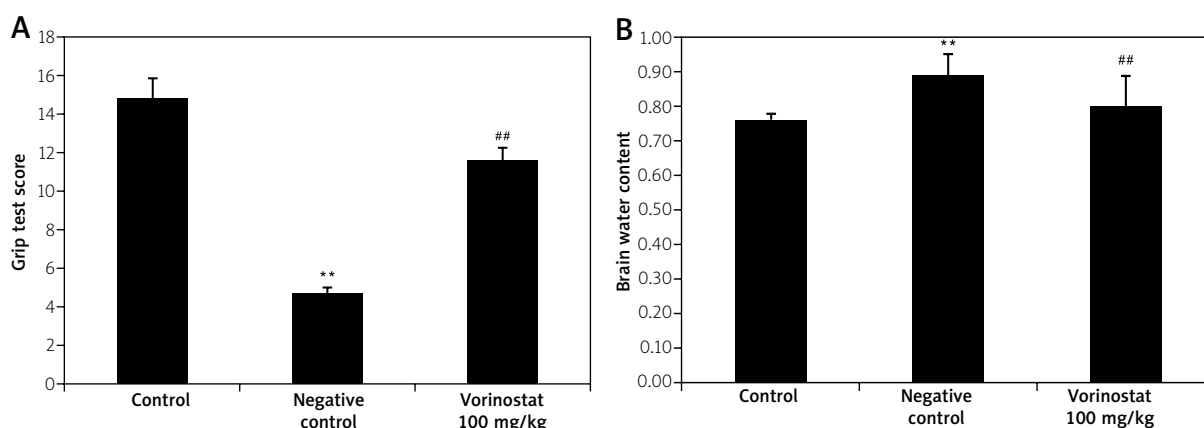 A
Grip test score
18
16
14
12
10
8
6
4
2
0
**
##
Control
Negative
control
Vorinostat
100 mg/kg
B
Brain water content
1.00
0.90
0.80
0.70
0.60
0.50
0.40
0.30
0.20
0.10
0.00
**
##
Control
Negative
control
Vorinostat
100 mg/kg